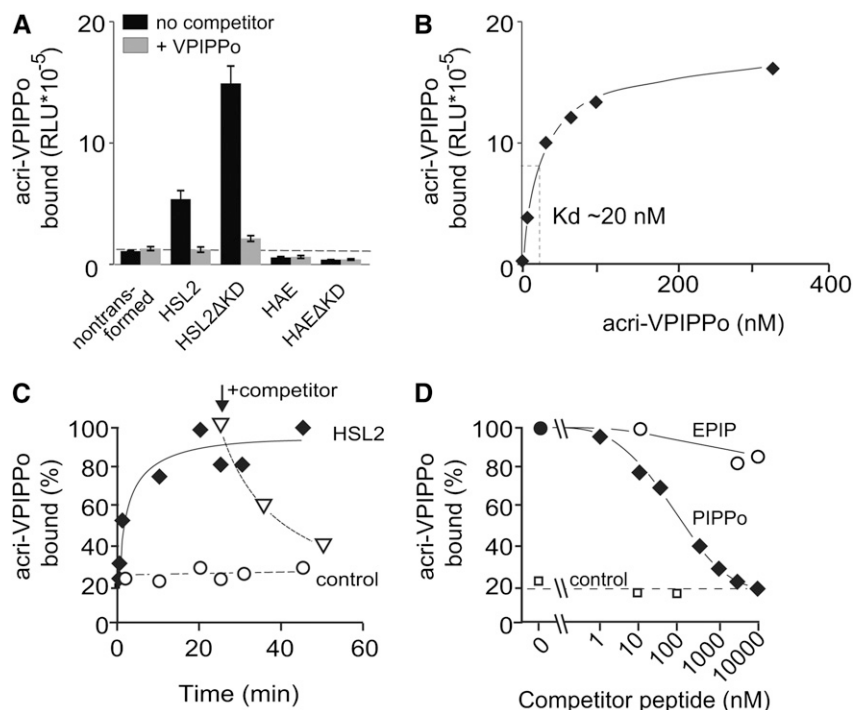 A
no competitor
+ VPIPPo
acri-VPIPPo
bound (RLU*10-5)
20
10
0
nontrans-
formed
HSL2
HSL2ΔKD
HAE
HAEΔKD
B
acri-VPIPPo
bound (RLU*10-5)
20
10
0
Kd ~20 nM
0
200
400
acri-VPIPPo (nM)
C
+competitor
acri-VPIPPo
bound (%)
100
80
60
40
20
0
HSL2
control
0
20
40
60
Time (min)
D
acri-VPIPPo
bound (%)
100
80
60
40
20
0
EPIP
PIPPo
control
0
1
10
100
1000
10000
Competitor peptide (nM)